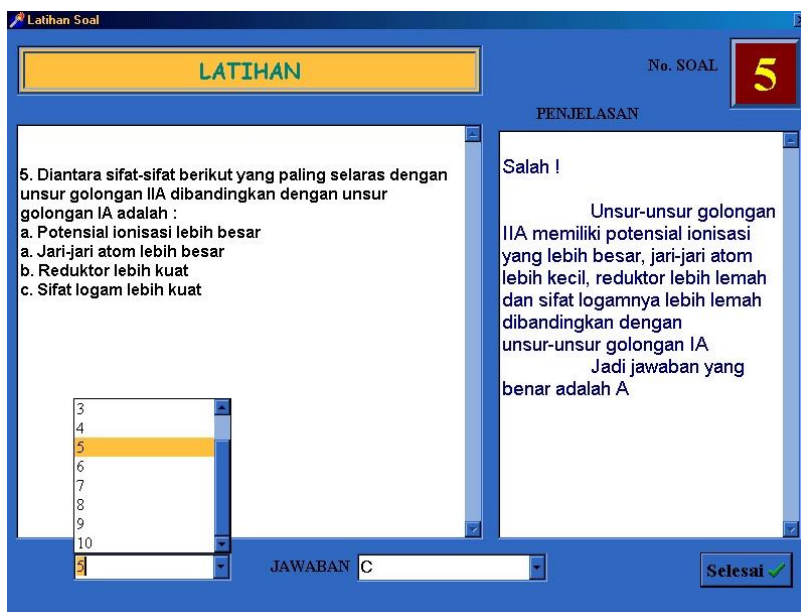 Latihan Soal
LATIHAN
No. SOAL
5
PENJELASAN
5. Diantara sifat-sifat berikut yang paling selaras dengan
unsur golongan IIA dibandingkan dengan unsur
golongan IA adalah :
a. Potensial ionisasi lebih besar
a. Jari-jari atom lebih besar
b. Reduktor lebih kuat
c. Sifat logam lebih kuat
Salah !
Unsur-unsur golongan
IIA memiliki potensial ionisasi
yang lebih besar, jari-jari atom
lebih kecil, reduktor lebih lemah
dan sifat logamnya lebih lemah
dibandingkan dengan
unsur-unsur golongan IA
Jadi jawaban yang
benar adalah A
3
4
5
6
7
8
9
10
5
JAWABAN
C
Selesai